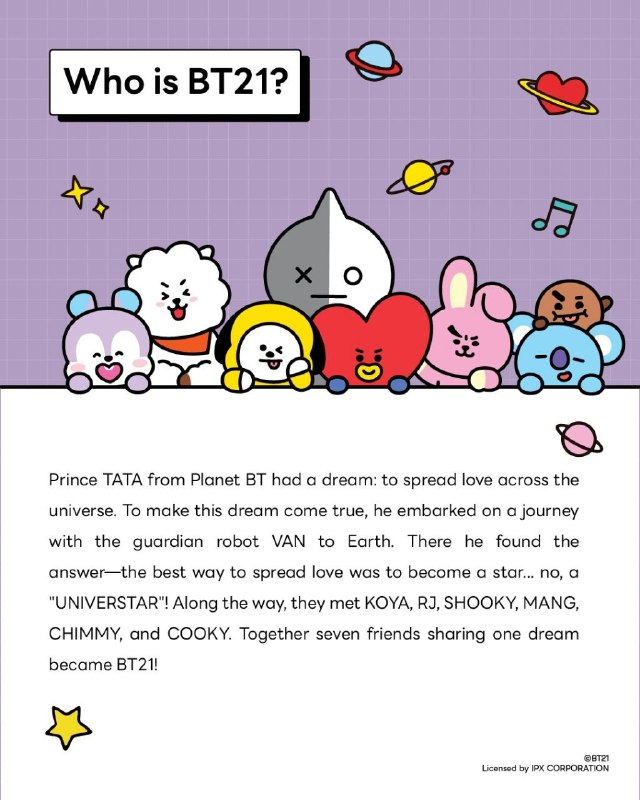 Who is BT21?
Prince TATA from Planet BT had a dream: to spread love across the
universe. To make this dream come true, he embarked on a journey
with the guardian robot VAN to Earth. There he found the
answer—the best way to spread love was to become a star... no, a
"UNIVERSTAR"! Along the way, they met KOYA, RJ, SHOOKY, MANG,
CHIMMY, and COOKY. Together seven friends sharing one dream
became BT21!
©BT21
Licensed by IPX CORPORATION